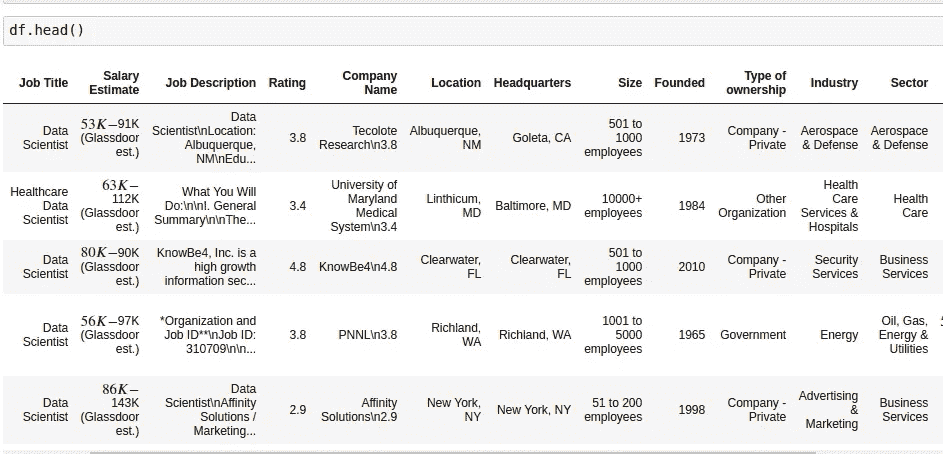 df.head()
Job Title Salary Estimate Job Description Rating Company Name Location Headquarters Size Founded Type of ownership Industry Sector
Data Scientist 53K–91K (Glassdoor est.) Data Scientist\nLocation: Albuquerque, NM\nEdu... 3.8 Tecolote Research\n3.8 Albuquerque, NM Goleta, CA 501 to 1000 employees 1973 Company - Private Aerospace & Defense Aerospace & Defense
Healthcare Data Scientist 63K–112K (Glassdoor est.) What You Will Do:\n\nI. General Summary\n\nThe... 3.4 University of Maryland Medical System\n3.4 Linthicum, MD Baltimore, MD 10000+ employees 1984 Other Organization Health Care Services & Hospitals Health Care
Data Scientist 80K–90K (Glassdoor est.) KnowBe4, Inc. is a high growth information sec... 4.8 KnowBe4\n4.8 Clearwater, FL Clearwater, FL 501 to 1000 employees 2010 Company - Private Security Services Business Services
Data Scientist 56K–97K (Glassdoor est.) *Organization and Job ID**\nJob ID: 310709\n\n... 3.8 PNNL\n3.8 Richland, WA Richland, WA 1001 to 5000 employees 1965 Government Energy Oil, Gas, Energy & Utilities
Data Scientist 86K–143K (Glassdoor est.) Data Scientist\nAffinity Solutions / Marketing... 2.9 Affinity Solutions\n2.9 New York, NY New York, NY 51 to 200 employees 1998 Company - Private Advertising & Marketing Business Services